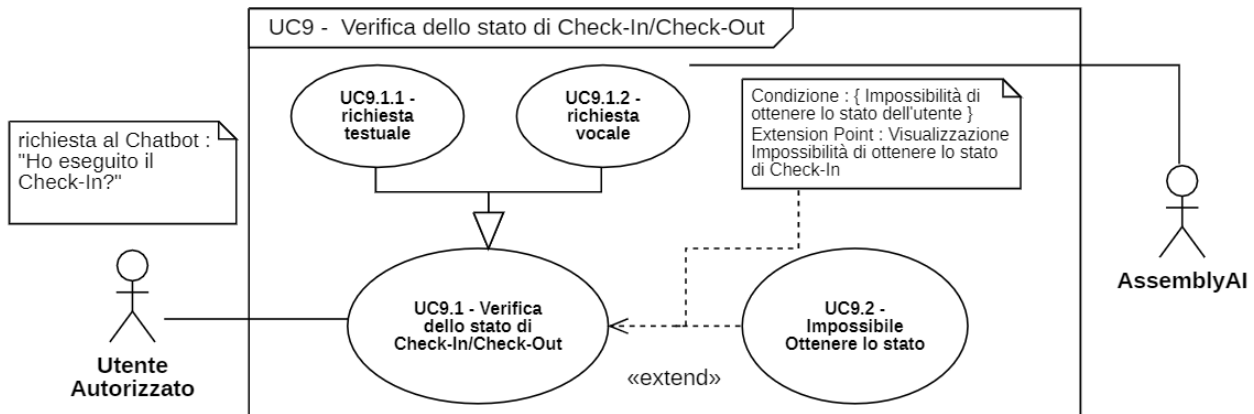 UC9 -  Verifica dello stato di Check-In/Check-Out
UC9.1.1 -
richiesta
testuale
UC9.1.2 -
richiesta
vocale
Condizione : { Impossibilità di
ottenere lo stato dell'utente }
Extension Point : Visualizzazione
Impossibilità di ottenere lo stato
di Check-In
richiesta al Chatbot :
"Ho eseguito il
Check-In?"
AssemblyAI
UC9.1 - Verifica
dello stato di
Check-In/Check-Out
UC9.2 -
Impossibile
Ottenere lo stato
Utente
Autorizzato
«extend»